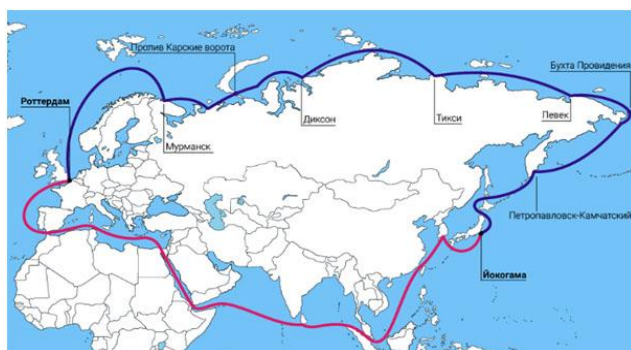 Пролив Карские ворота
Бухта Провидения
Роттердам
Диксон
Тикси
Певек
Мурманск
Петропавловск-Камчатский
Йокогама